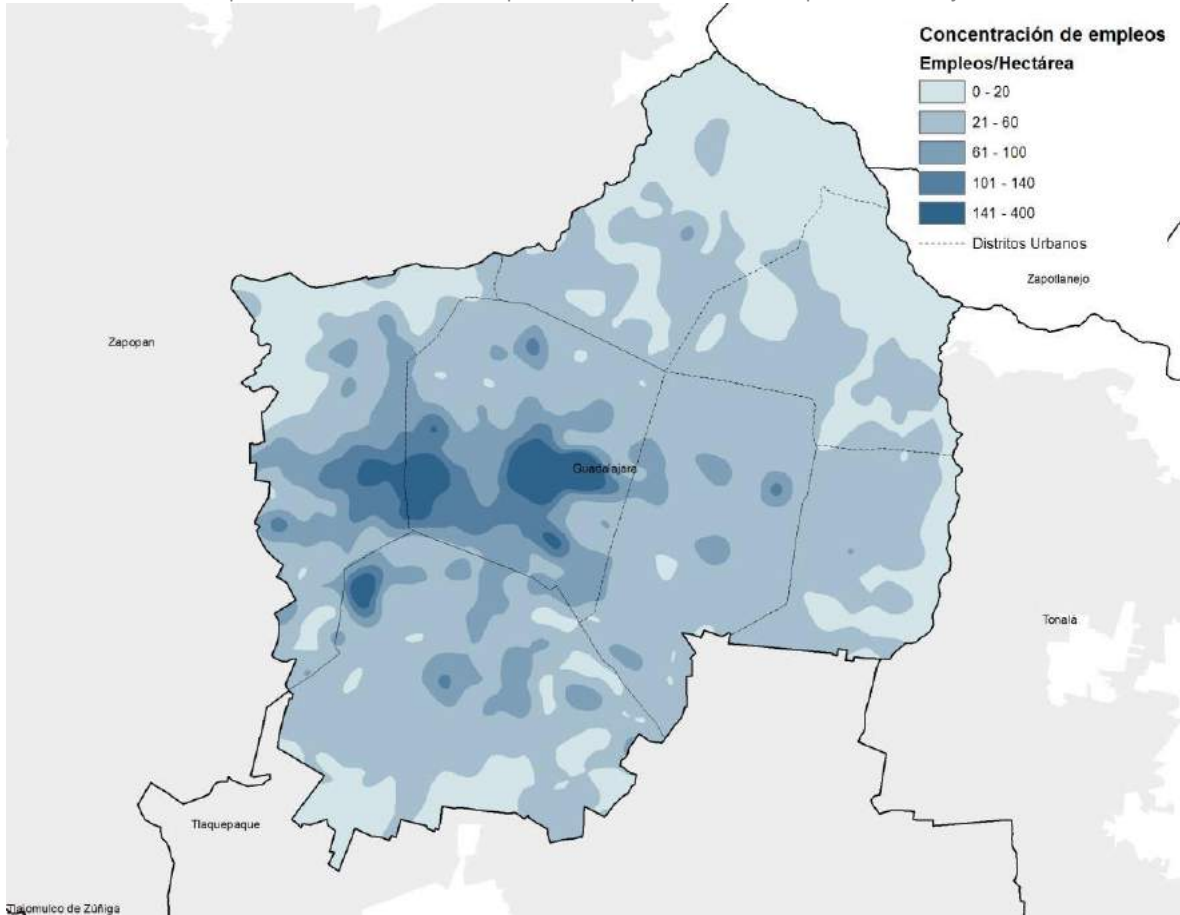 Concentración de empleos
Empleos/Hectárea
0 - 20
21 - 60
61 - 100
101 - 140
141 - 400
Distritos Urbanos
Zapotlanejo
Zapopan
Guadalajara
Tonalá
Tlaquepaque
Tlajomulco de Zúñiga